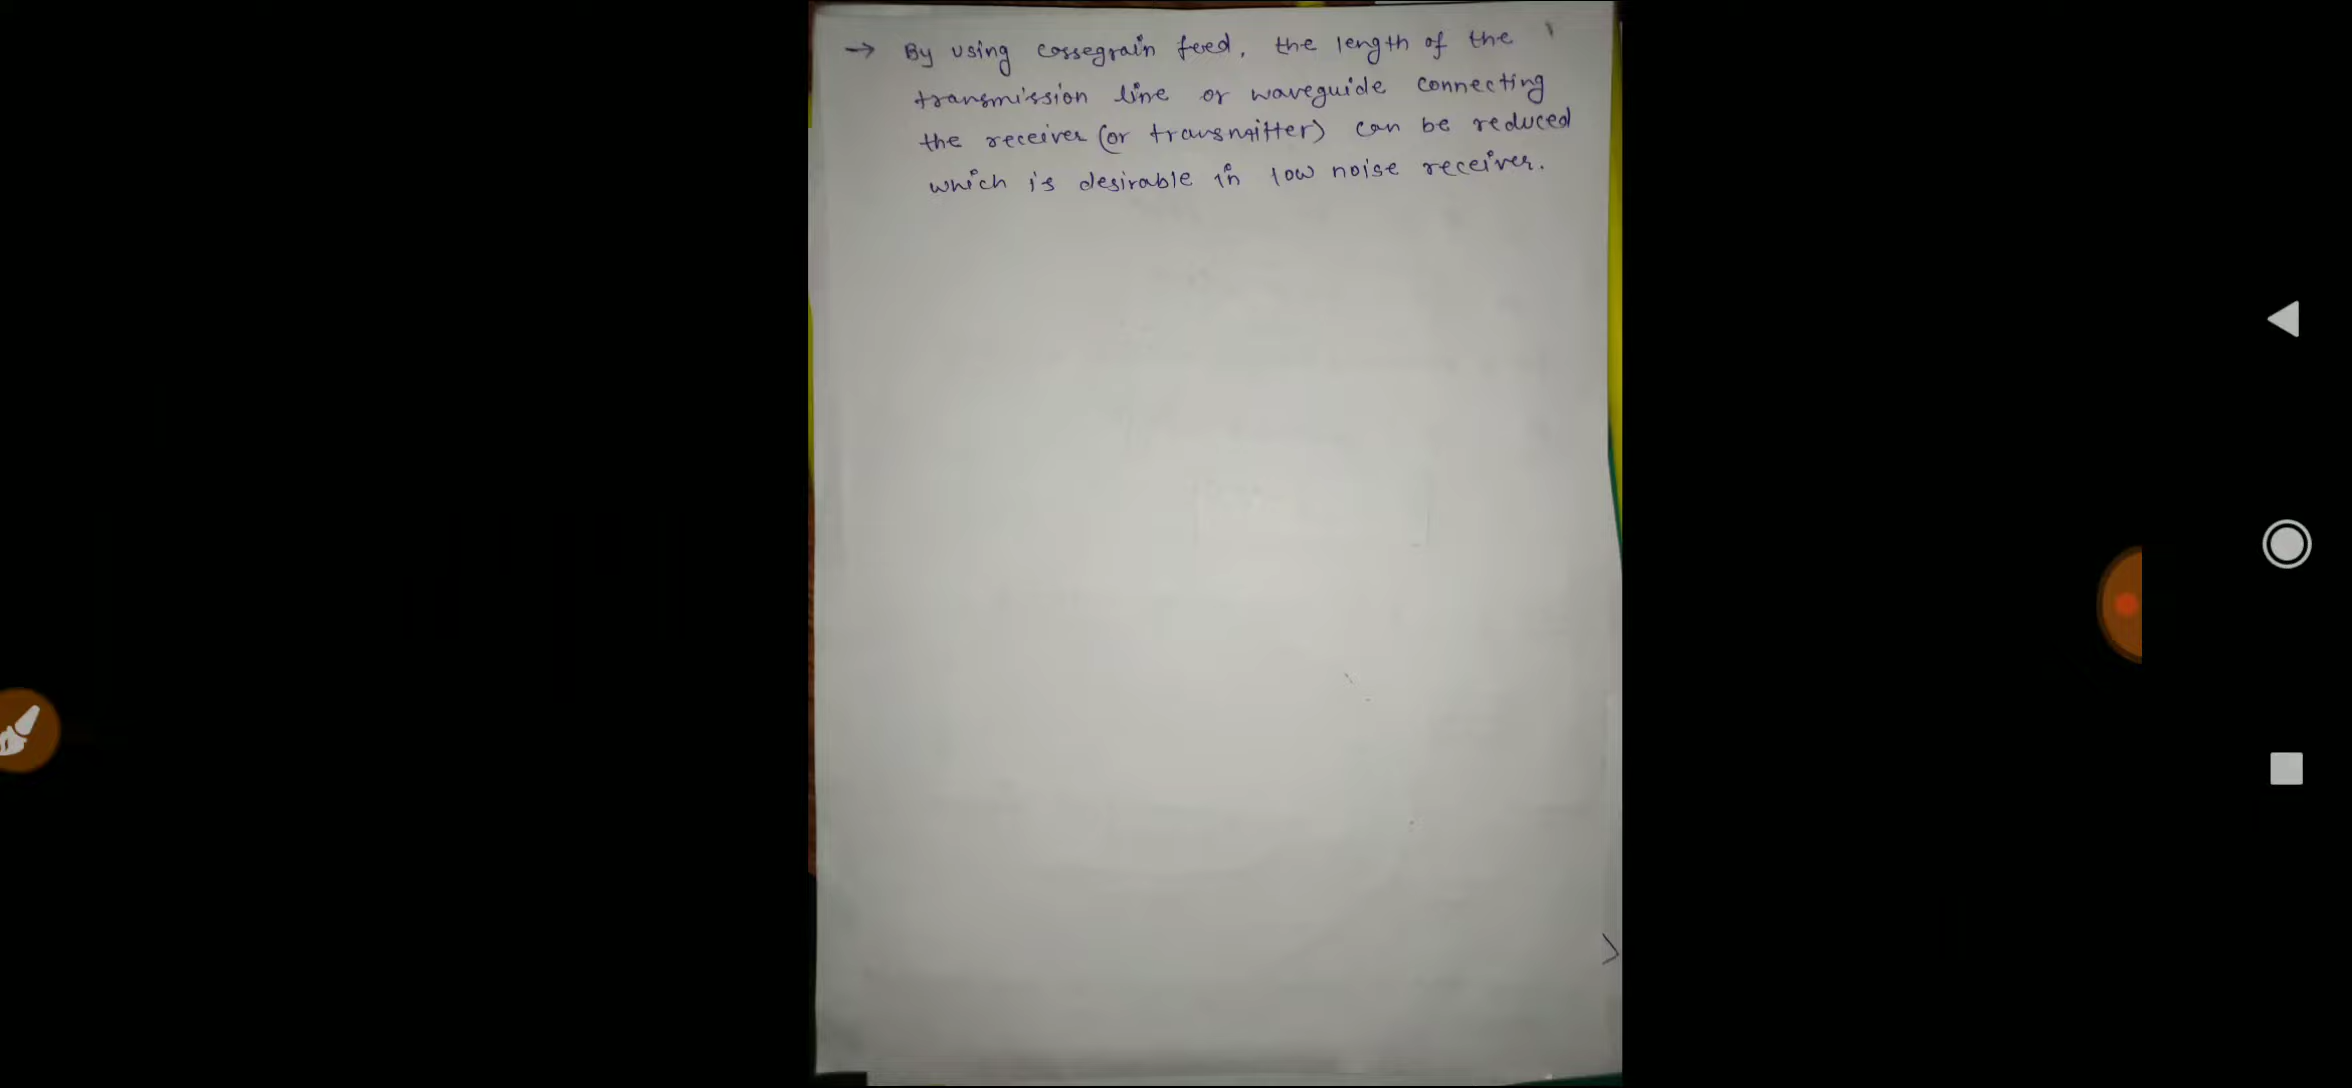 → By using cassegrain feed, the length of the
transmission line or waveguide connecting
the receiver (or transmitter) can be reduced
which is desirable in low noise receiver.